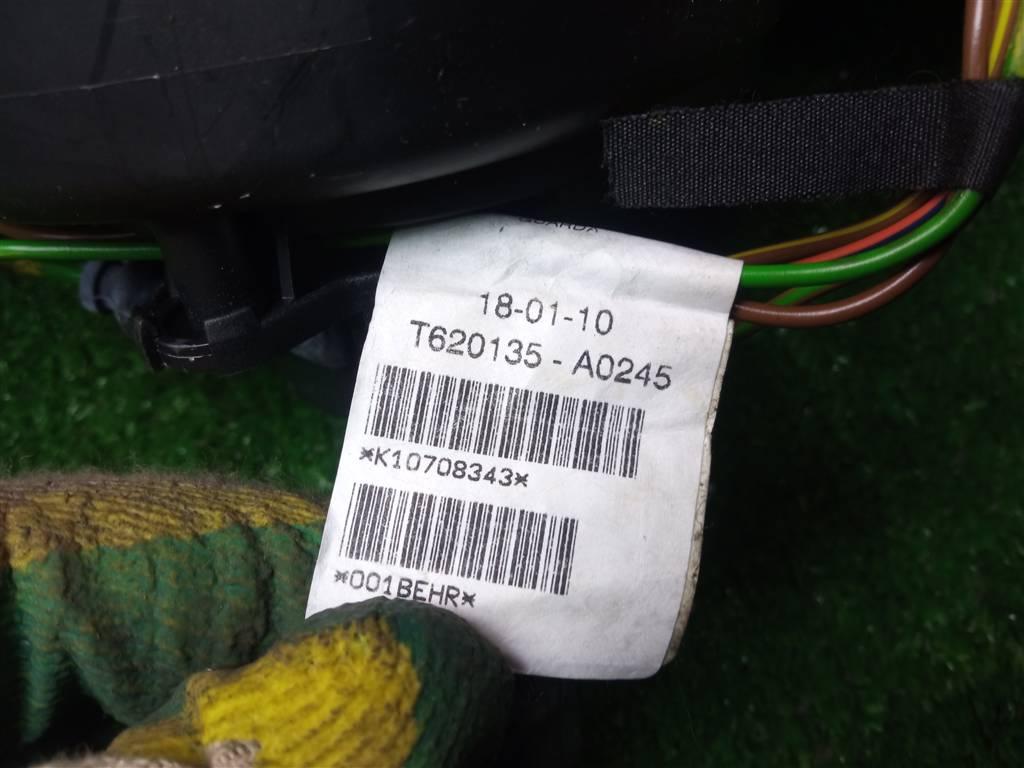 18-01-10
T620135 - A0245
*K10708343*
*001BEHR*